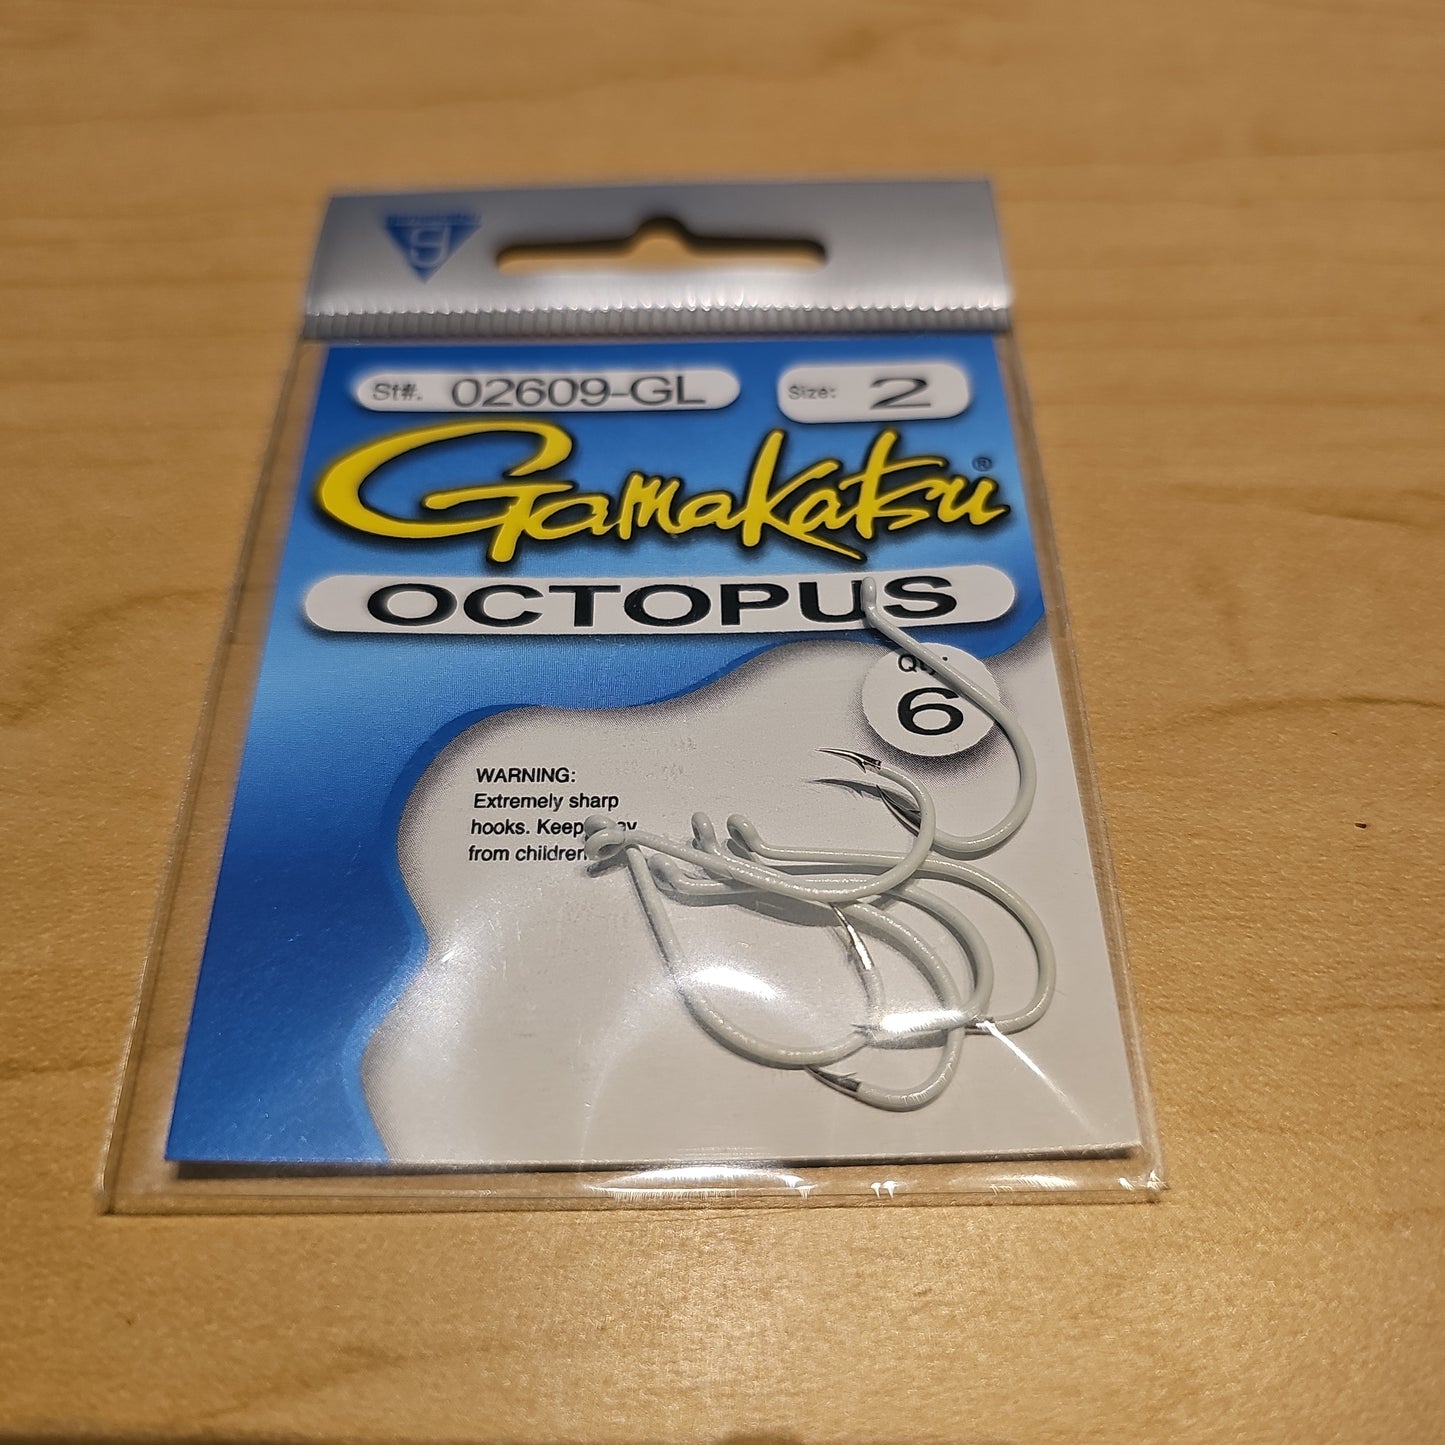 St#. 02609-GL Size: 2
Gamakatsu®
OCTOPUS
6
WARNING:
Extremely sharp
hooks. Keep
from children